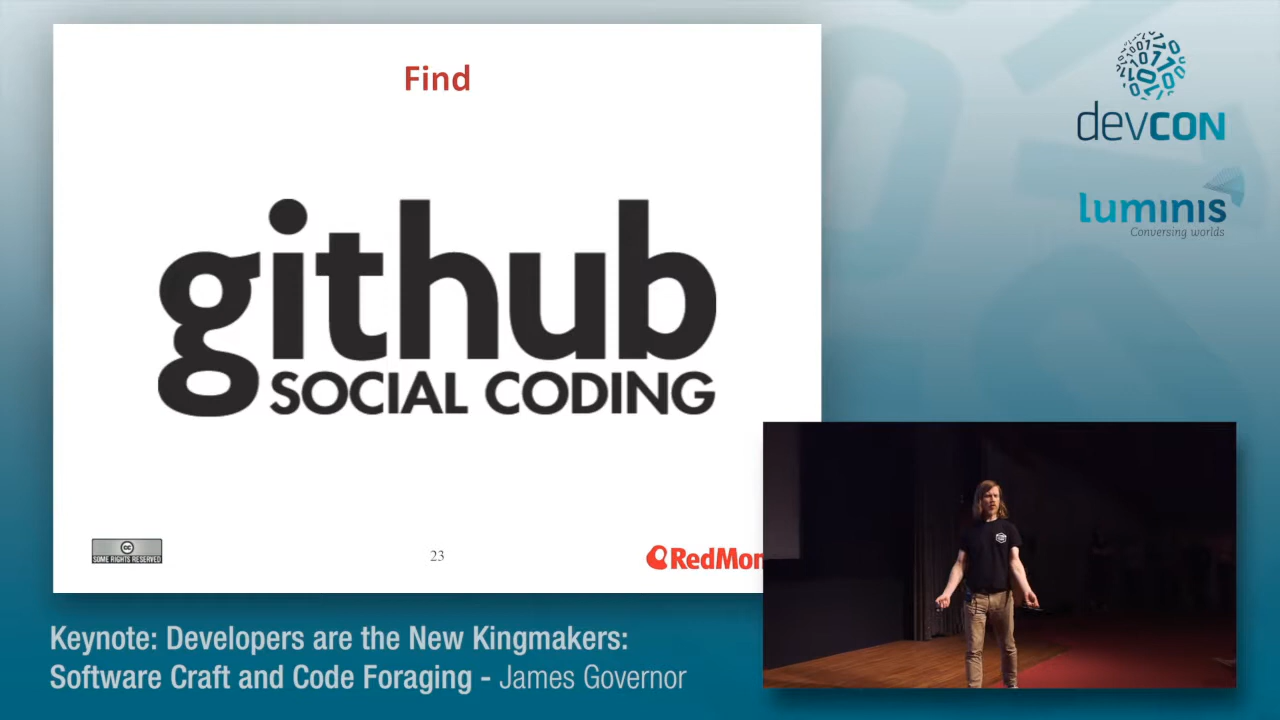 Find
github
SOCIAL CODING
cc
SOME RIGHTS RESERVED
23
RedMon
devCON
luminis
Conversing worlds
Keynote: Developers are the New Kingmakers:
Software Craft and Code Foraging - James Governor